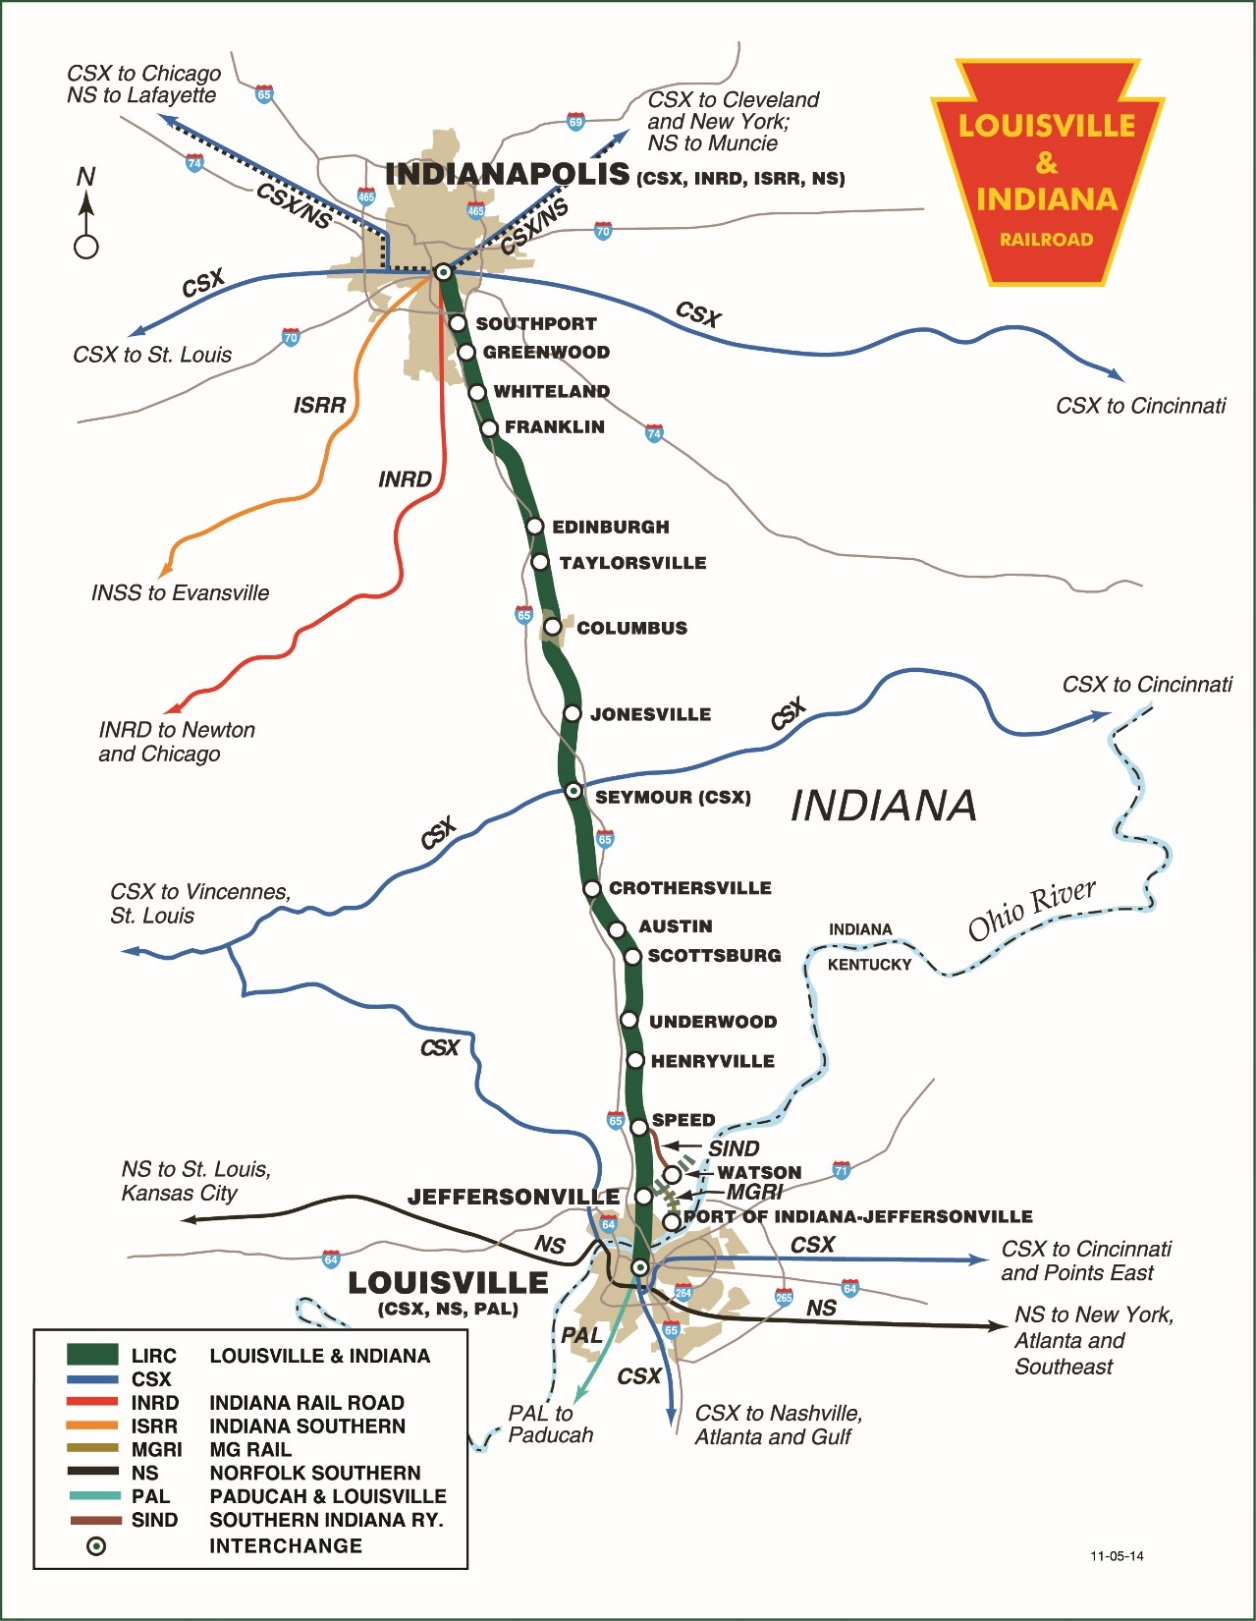 CSX to Chicago
NS to Lafayette
65
74
CSX/NS
465
N
CSX to Cleveland
and New York;
NS to Muncie
69
INDIANAPOLIS (CSX, INRD, ISRR, NS)
465
CSX/NS
70
LOUISVILLE
&
INDIANA
RAILROAD
CSX
CSX to St. Louis
70
CSX
CSX to Cincinnati
SOUTHPORT
GREENWOOD
WHITELAND
FRANKLIN
ISRR
74
INRD
INSS to Evansville
EDINBURGH
TAYLORSVILLE
65
COLUMBUS
INRD to Newton
and Chicago
JONESVILLE
CSX
CSX to Cincinnati
SEYMOUR (CSX)
INDIANA
CSX
65
CSX to Vincennes,
St. Louis
CROTHERSVILLE
AUSTIN
SCOTTSBURG
INDIANA
KENTUCKY
Ohio River
UNDERWOOD
CSX
HENRYVILLE
65
SPEED
SIND
WATSON
MGRI
71
NS to St. Louis,
Kansas City
JEFFERSONVILLE
PORT OF INDIANA-JEFFERSONVILLE
64
NS
64
CSX
CSX to Cincinnati
and Points East
LOUISVILLE
(CSX, NS, PAL)
264
265
64
NS
NS to New York,
Atlanta and
Southeast
PAL
65
CSX
PAL to
Paducah
CSX to Nashville,
Atlanta and Gulf
LIRC LOUISVILLE & INDIANA
CSX
INRD INDIANA RAIL ROAD
ISRR INDIANA SOUTHERN
MGRI MG RAIL
NS NORFOLK SOUTHERN
PAL PADUCAH & LOUISVILLE
SIND SOUTHERN INDIANA RY.
INTERCHANGE
11-05-14